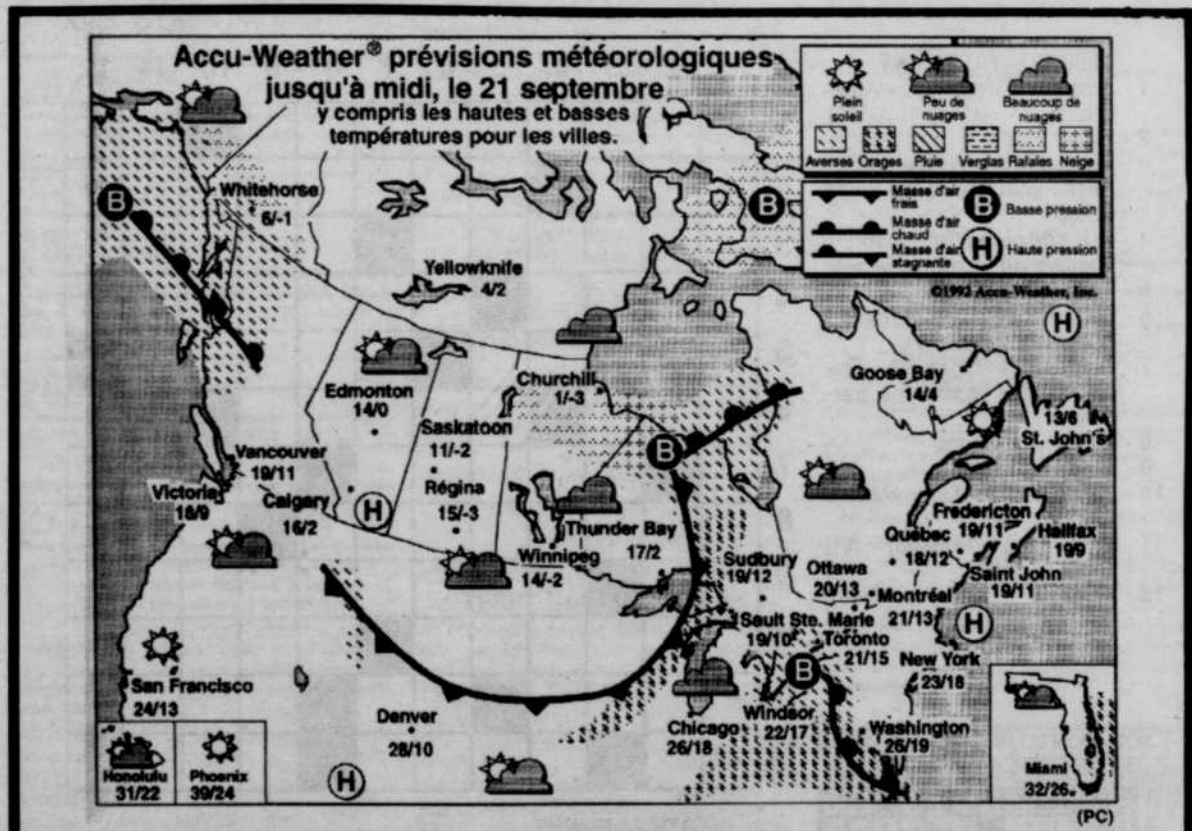 Accu-Weather® prévisions météorologiques
jusqu'à midi, le 21 septembre
y compris les hautes et basses
températures pour les villes.
Plein soleil
Peu de nuages
Beaucoup de nuages
Averses Orages Pluie Verglas Rafales Neige
Masse d'air frais
B Basse pression
Masse d'air chaud
H Haute pression
Masse d'air stagnante
©1992 Accu-Weather, Inc.
B
B
H
Whitehorse
6/-1
Yellowknife
4/2
Edmonton
14/0
Churchill
1/-3
Goose Bay
14/4
13/6
St. John's
Saskatoon
11/-2
B
Vancouver
19/11
Victoria
18/9
Calgary
16/2
H
Régina
15/-3
Winnipeg
14/-2
Thunder Bay
17/2
Sudbury
19/12
Ottawa
20/13
Québec
18/12
Fredericton
19/11
Halifax
19/9
Saint John
19/11
Montréal
21/13
H
Sault Ste. Marie
19/10
Toronto
21/15
B
New York
23/18
San Francisco
24/13
Denver
28/10
Chicago
26/18
Windsor
22/17
Washington
26/19
Honolulu
31/22
Phoenix
39/24
H
Miami
32/26
(PC)